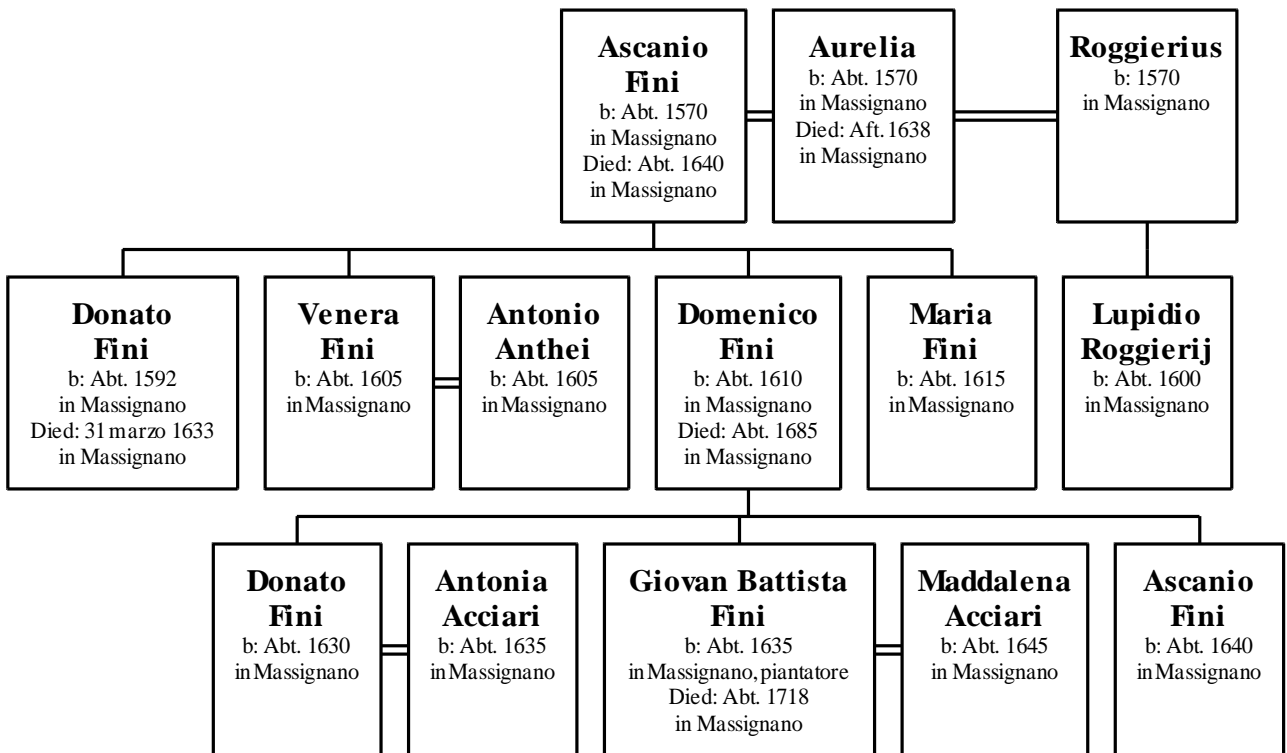 Ascanio
Fini
b: Abt. 1570
in Massignano
Died: Abt. 1640
in Massignano
Aurelia
b: Abt. 1570
in Massignano
Died: Aft. 1638
in Massignano
Roggierius
b: 1570
in Massignano
Donato
Fini
b: Abt. 1592
in Massignano
Died: 31 marzo 1633
in Massignano
Venera
Fini
b: Abt. 1605
in Massignano
Antonio
Anthei
b: Abt. 1605
in Massignano
Domenico
Fini
b: Abt. 1610
in Massignano
Died: Abt. 1685
in Massignano
Maria
Fini
b: Abt. 1615
in Massignano
Lupidio
Roggierij
b: Abt. 1600
in Massignano
Donato
Fini
b: Abt. 1630
in Massignano
Antonia
Acciari
b: Abt. 1635
in Massignano
Giovan Battista
Fini
b: Abt. 1635
in Massignano, piantatore
Died: Abt. 1718
in Massignano
Maddalena
Acciari
b: Abt. 1645
in Massignano
Ascanio
Fini
b: Abt. 1640
in Massignano